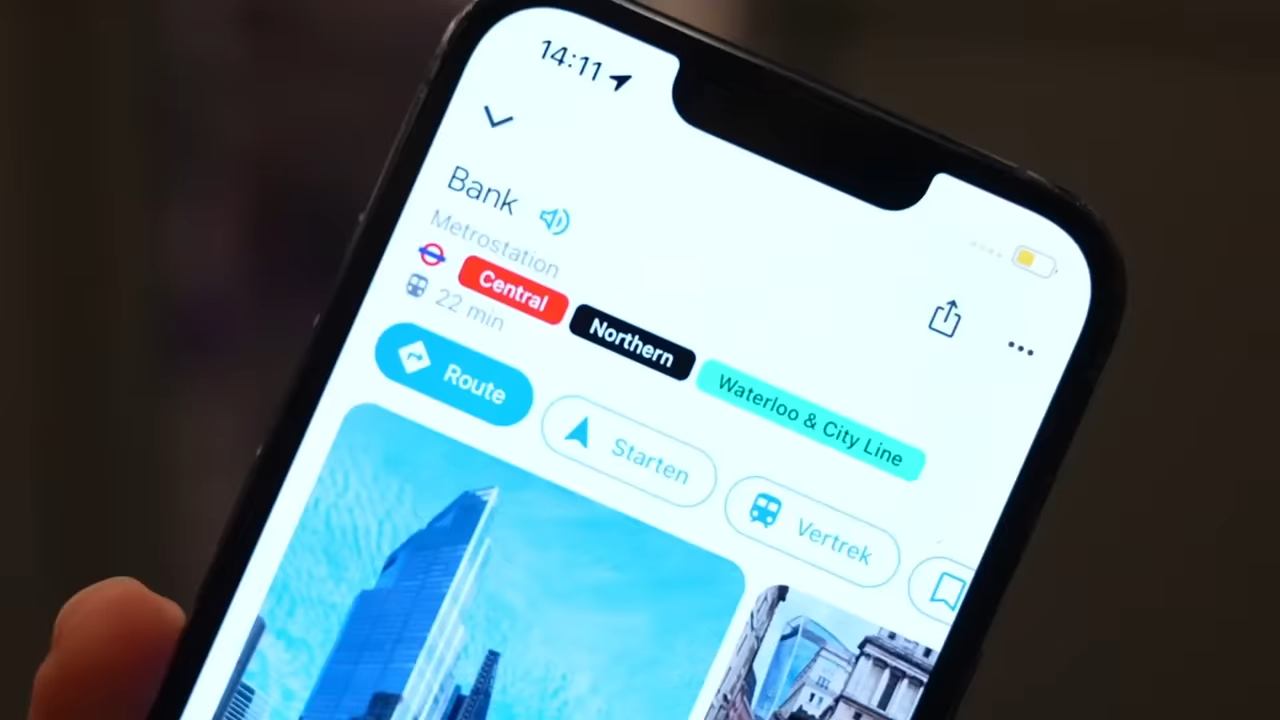 14:11
Bank
Metrostation
Central Northern Waterloo & City Line
22 min
Route Starten Vertrek